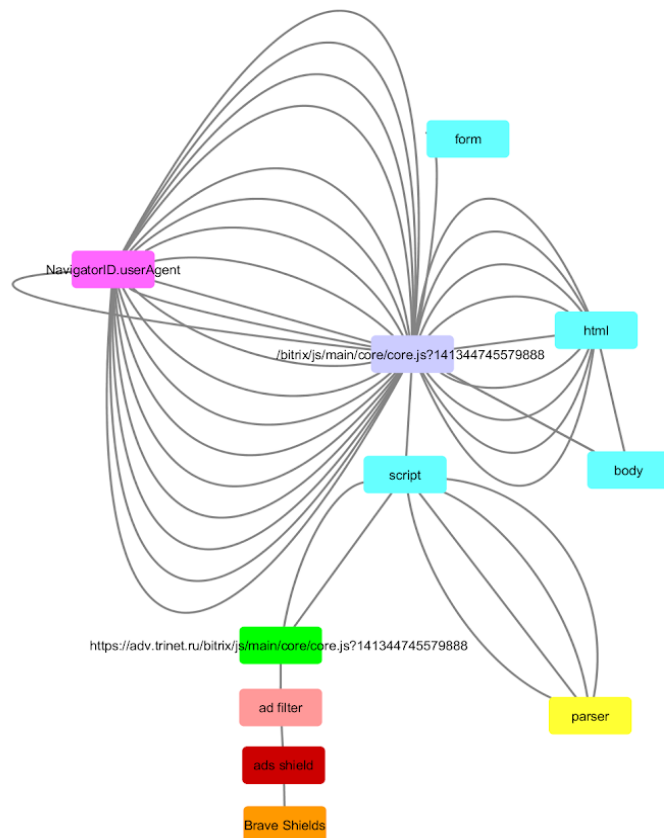 form
NavigatorID.userAgent
html
/bitrix/js/main/core/core.js?141344745579888
script
body
https://adv.trinet.ru/bitrix/js/main/core/core.js?141344745579888
ad filter
parser
ads shield
Brave Shields